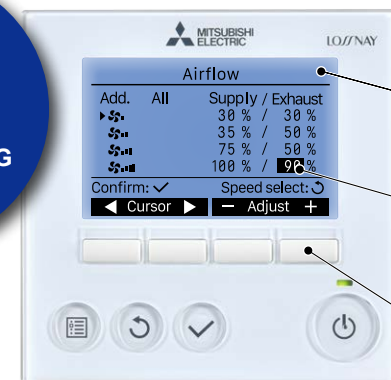 MITSUBISHI
ELECTRIC
LOSSNAY
Airflow
Add. All Supply / Exhaust
30 % / 30 %
35 % / 50 %
75 % / 50 %
100 % / 90 %
Confirm: Speed select:
Cursor − Adjust +
G